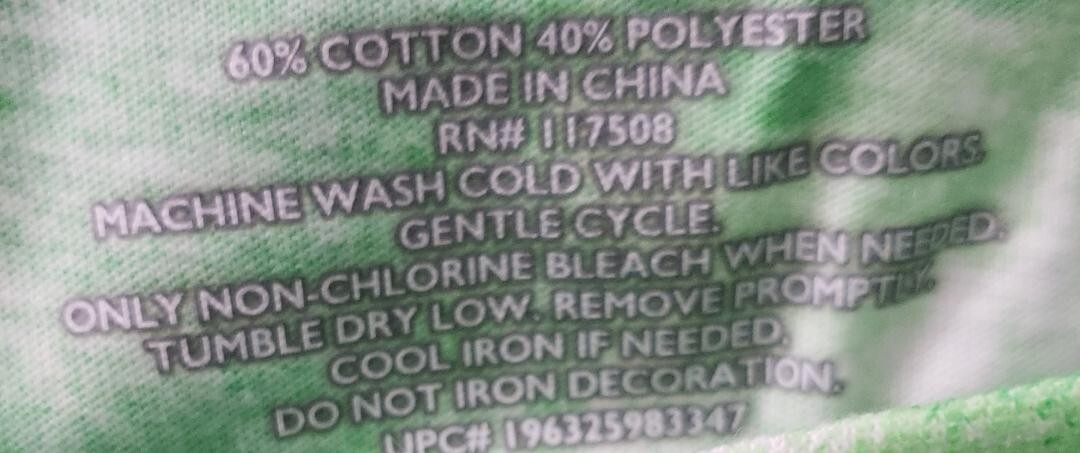 60% COTTON 40% POLYESTER
MADE IN CHINA
RN# 117508
MACHINE WASH COLD WITH LIKE COLORS.
GENTLE CYCLE.
ONLY NON-CHLORINE BLEACH WHEN NEEDED.
TUMBLE DRY LOW. REMOVE PROMPTLY.
COOL IRON IF NEEDED.
DO NOT IRON DECORATION.
UPC# 196325983347